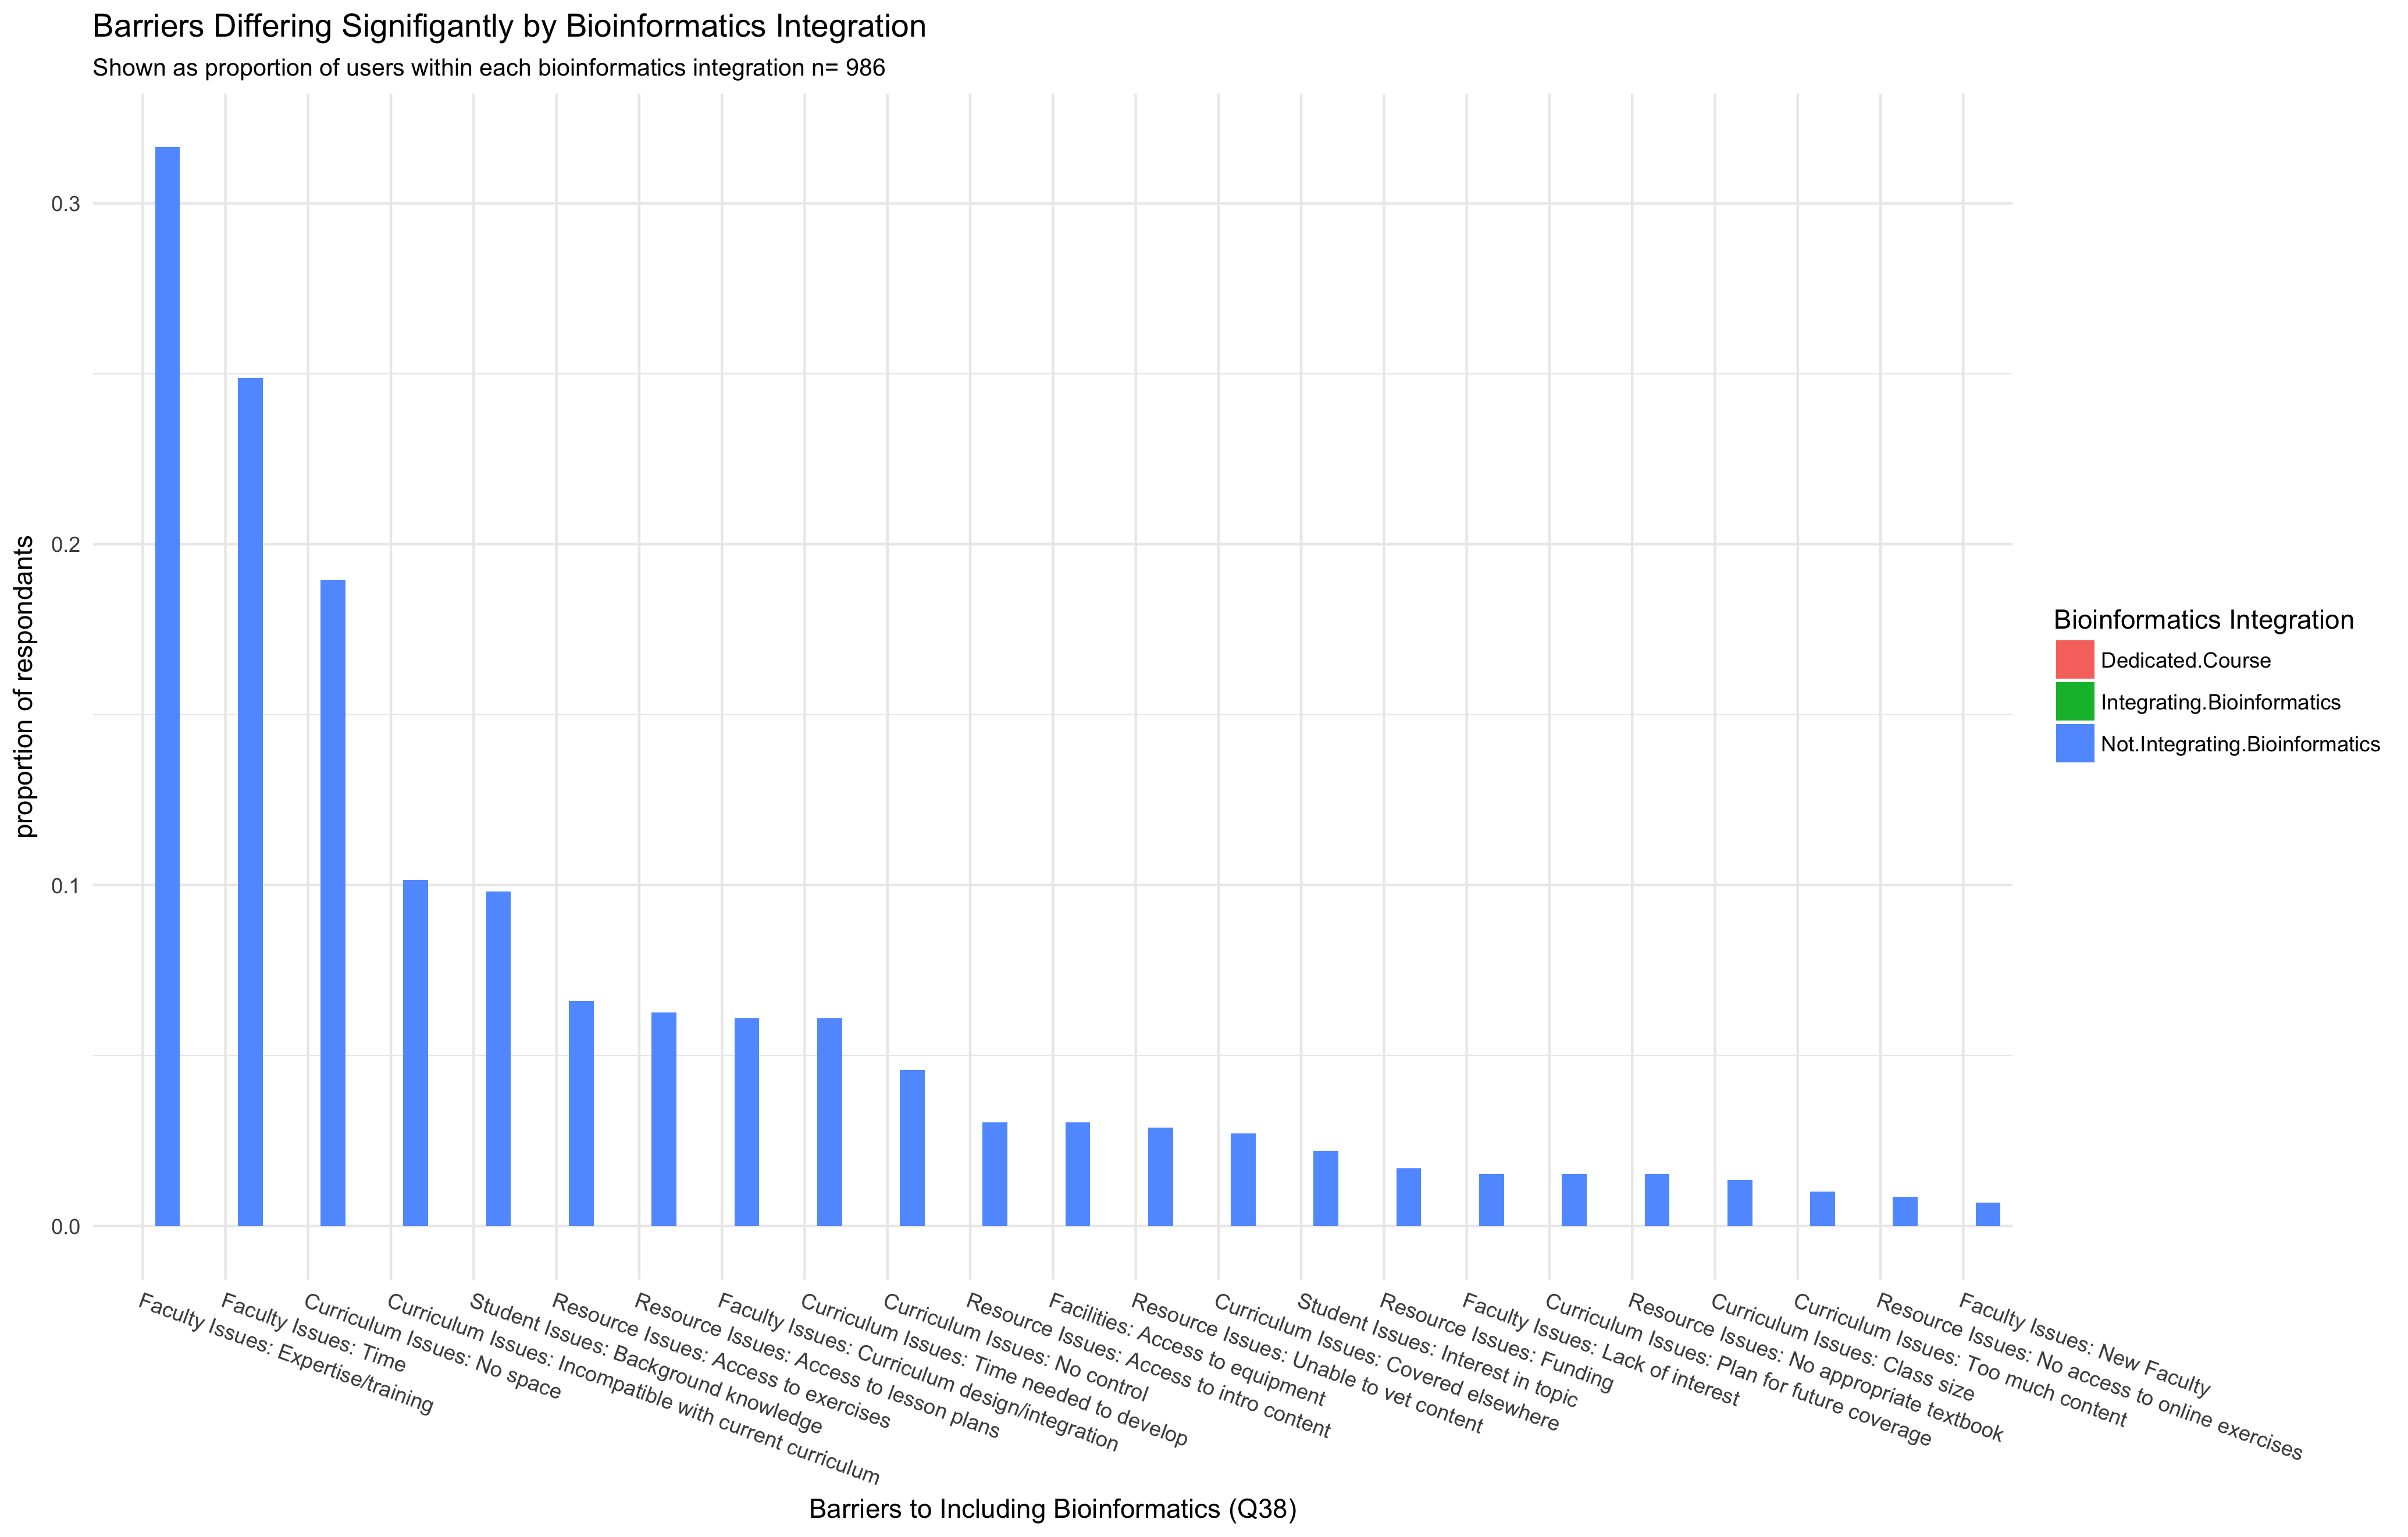 Barriers Differing Signifigantly by Bioinformatics Integration
Shown as proportion of users within each bioinformatics integration n= 986
proportion of respondants
0.3
0.2
0.1
0.0
Bioinformatics Integration
Dedicated.Course
Integrating.Bioinformatics
Not.Integrating.Bioinformatics
Faculty Issues: Expertise/training
Faculty Issues: Time
Curriculum Issues: No space
Curriculum Issues: Incompatible with current curriculum
Student Issues: Background knowledge
Resource Issues: Access to exercises
Resource Issues: Access to lesson plans
Faculty Issues: Curriculum design/integration
Curriculum Issues: Time needed to develop
Curriculum Issues: No control
Resource Issues: Access to intro content
Facilities: Access to equipment
Resource Issues: Unable to vet content
Curriculum Issues: Covered elsewhere
Student Issues: Interest in topic
Resource Issues: Funding
Faculty Issues: Lack of interest
Curriculum Issues: Plan for future coverage
Resource Issues: No appropriate textbook
Curriculum Issues: Class size
Curriculum Issues: Too much content
Resource Issues: No access to online exercises
Faculty Issues: New Faculty
Barriers to Including Bioinformatics (Q38)